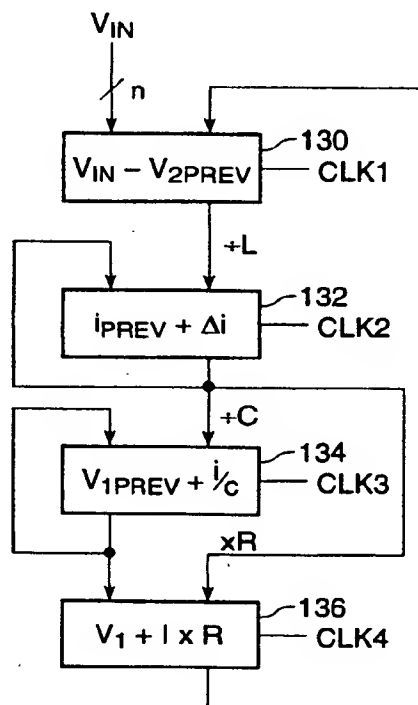 VIN
n
130
VIN – V2PREV
CLK1
÷L
132
iPREV + Δi
CLK2
÷C
134
V1PREV + i/C
CLK3
xR
136
V1 + I x R
CLK4